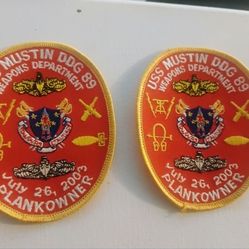 MUSTIN DDG 89
WEAPONS DEPARTMENT
July 26, 2003
PLANKOWNER
USS MUSTIN DDG 89
WEAPONS DEPARTMENT
July 26, 2003
PLANKOWNER